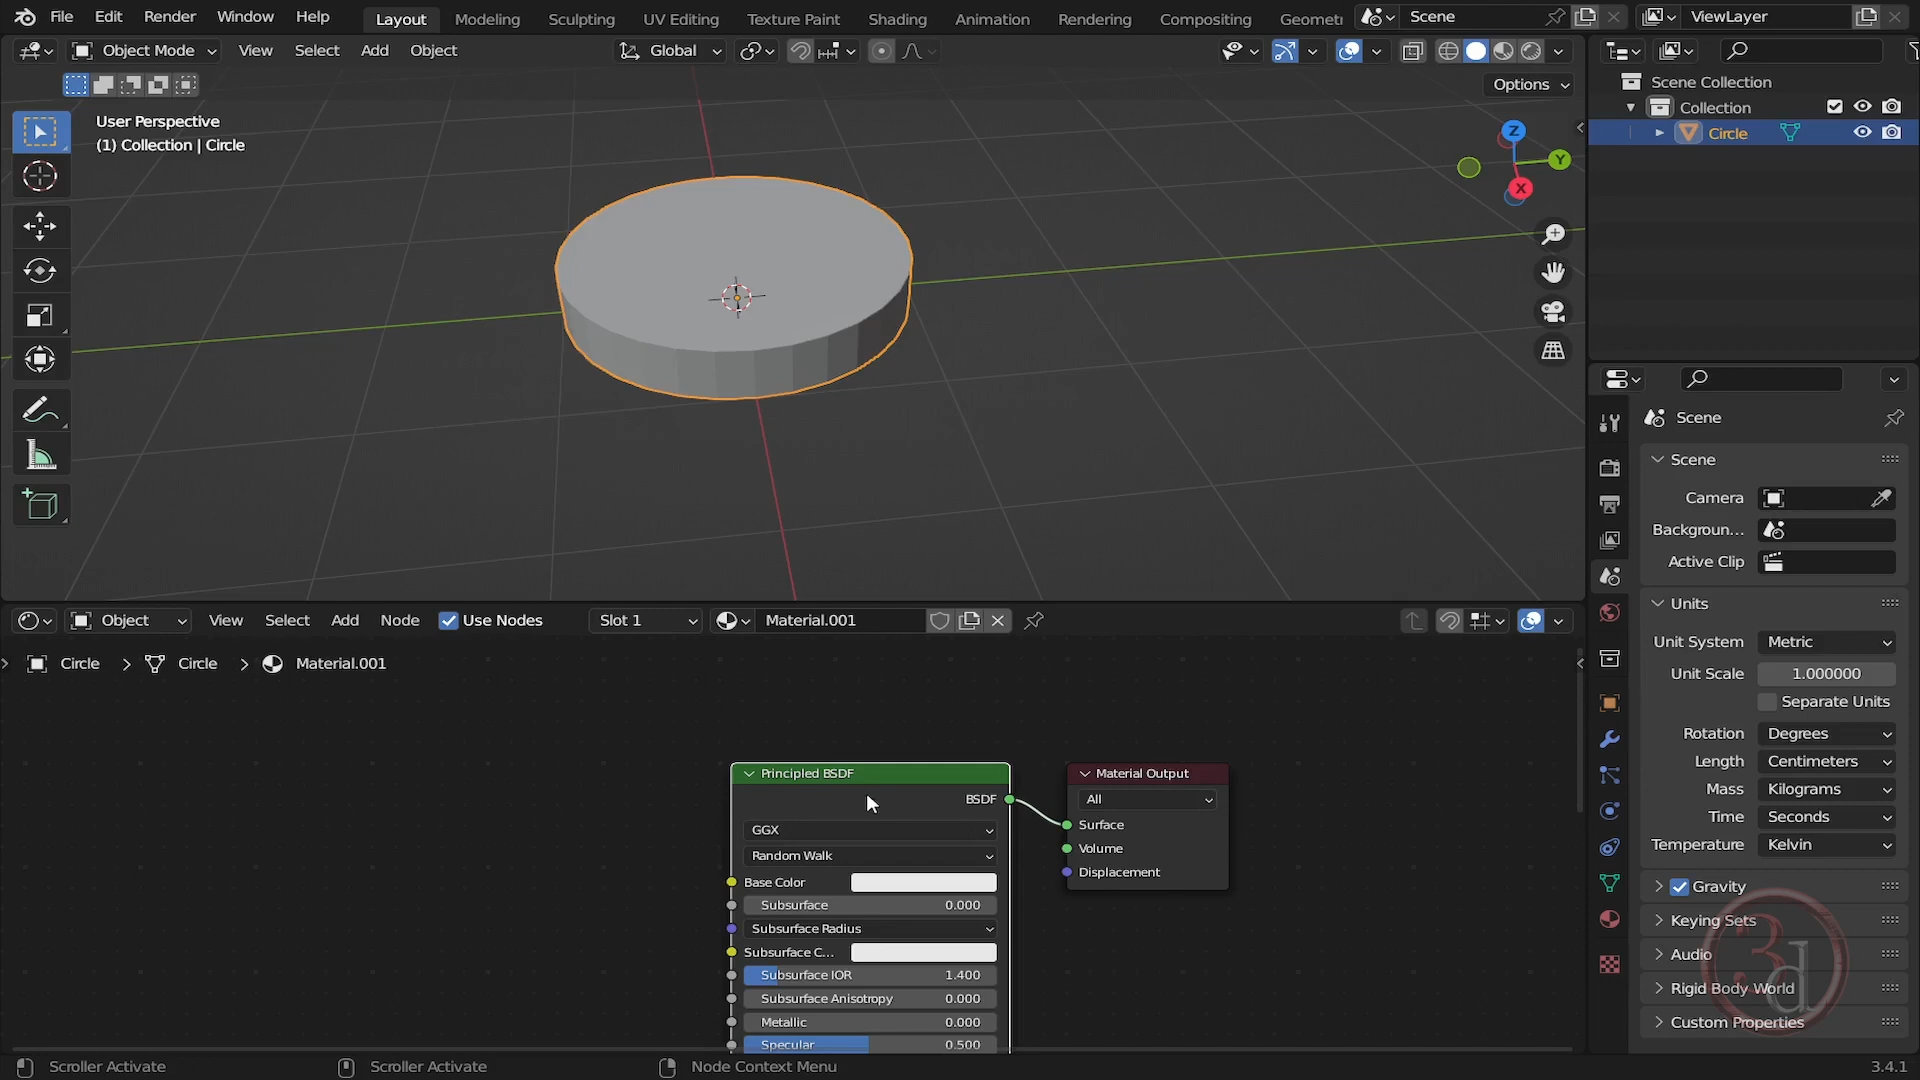 File Edit Render Window Help Layout Modeling Sculpting UV Editing Texture Paint Shading Animation Rendering Compositing Scene ViewLayer
Object Mode View Select Add Object Global
Options
User Perspective
(1) Collection | Circle
Z
Y
X
Scene Collection
Collection
Circle
Scene
Scene
Camera
Backgroun...
Active Clip
Units
Unit System Metric
Unit Scale 1.000000
Separate Units
Rotation Degrees
Length Centimeters
Mass Kilograms
Time Seconds
Temperature Kelvin
Gravity
Keying Sets
Audio
Rigid Body World
Custom Properties
Object View Select Add Node Use Nodes Slot 1 Material.001
Circle > Circle > Material.001
Principled BSDF
BSDF
GGX
Random Walk
Base Color
Subsurface 0.000
Subsurface Radius
Subsurface C...
Subsurface IOR 1.400
Subsurface Anisotropy 0.000
Metallic 0.000
Specular 0.500
Material Output
All
Surface
Volume
Displacement
3d
Scroller Activate Scroller Activate Node Context Menu 3.4.1